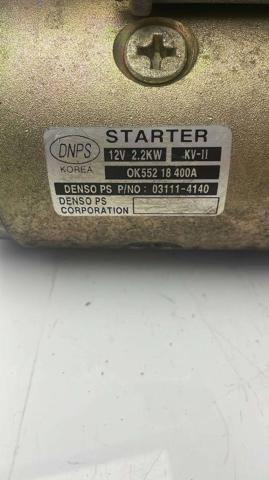 DNPS
KOREA
STARTER
12V 2.2KW KV-II
OK552 18 400A
DENSO PS P/NO: 03111-4140
DENSO PS
CORPORATION